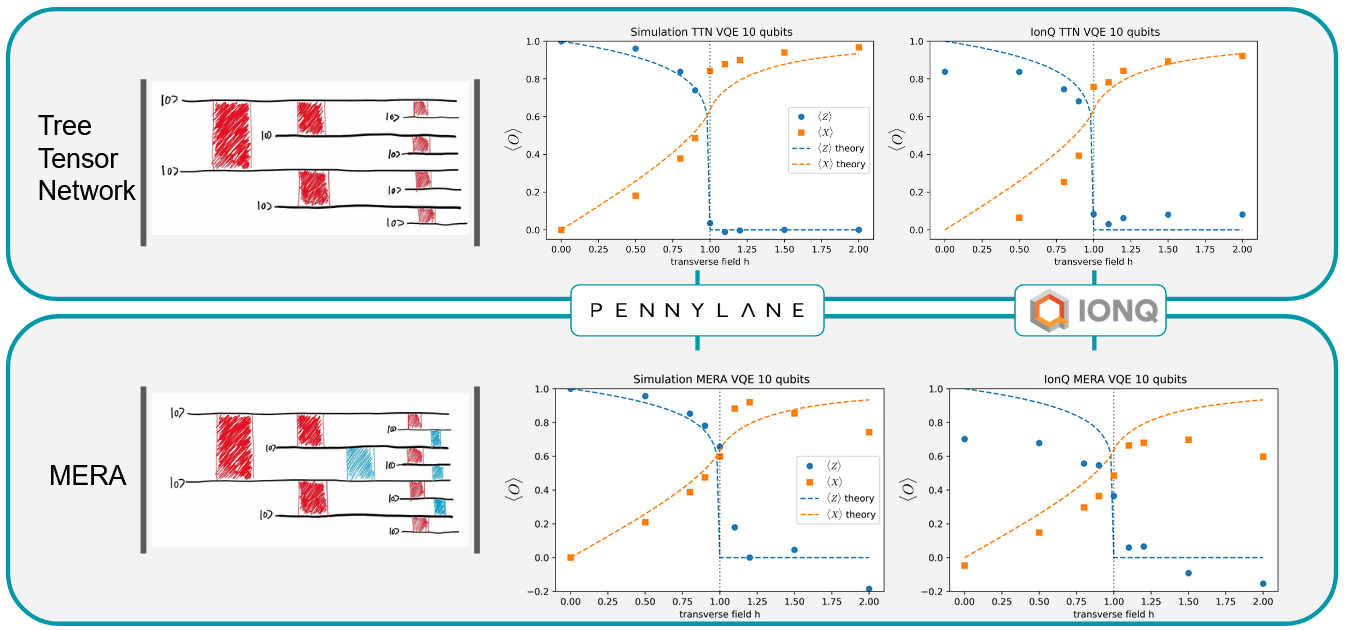 Tree
Tensor
Network
|0>
|0>
|0>
|0>
|0>
|0>
|0>
|0>
Simulation TTN VQE 10 qubits
⟨O⟩
1.0
0.8
0.6
0.4
0.2
0.0
⟨Z⟩
⟨X⟩
⟨Z⟩ theory
⟨X⟩ theory
0.00 0.25 0.50 0.75 1.00 1.25 1.50 1.75 2.00
transverse field h
IonQ TTN VQE 10 qubits
⟨O⟩
1.0
0.8
0.6
0.4
0.2
0.0
0.00 0.25 0.50 0.75 1.00 1.25 1.50 1.75 2.00
transverse field h
PENNYLANE
IONQ
MERA
|0>
|0>
|0>
|0>
|0>
|0>
|0>
|0>
Simulation MERA VQE 10 qubits
⟨O⟩
1.0
0.8
0.6
0.4
0.2
0.0
−0.2
⟨Z⟩
⟨X⟩
⟨Z⟩ theory
⟨X⟩ theory
0.00 0.25 0.50 0.75 1.00 1.25 1.50 1.75 2.00
transverse field h
IonQ MERA VQE 10 qubits
⟨O⟩
1.0
0.8
0.6
0.4
0.2
0.0
−0.2
0.00 0.25 0.50 0.75 1.00 1.25 1.50 1.75 2.00
transverse field h